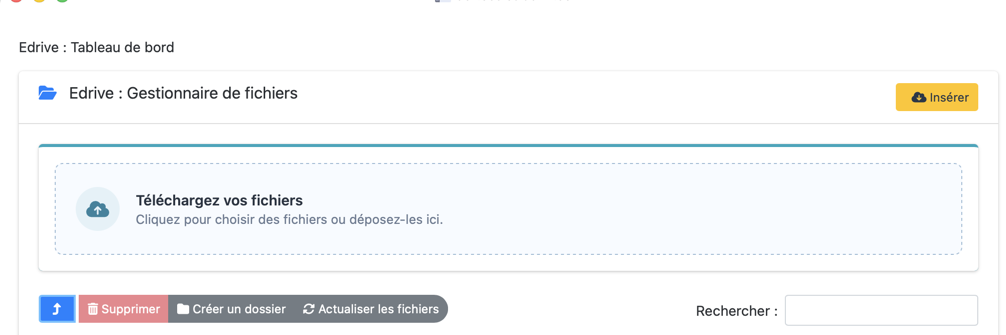 Edrive : Tableau de bord
Edrive : Gestionnaire de fichiers
Insérer
Téléchargez vos fichiers
Cliquez pour choisir des fichiers ou déposez-les ici.
Supprimer Créer un dossier Actualiser les fichiers
Rechercher :